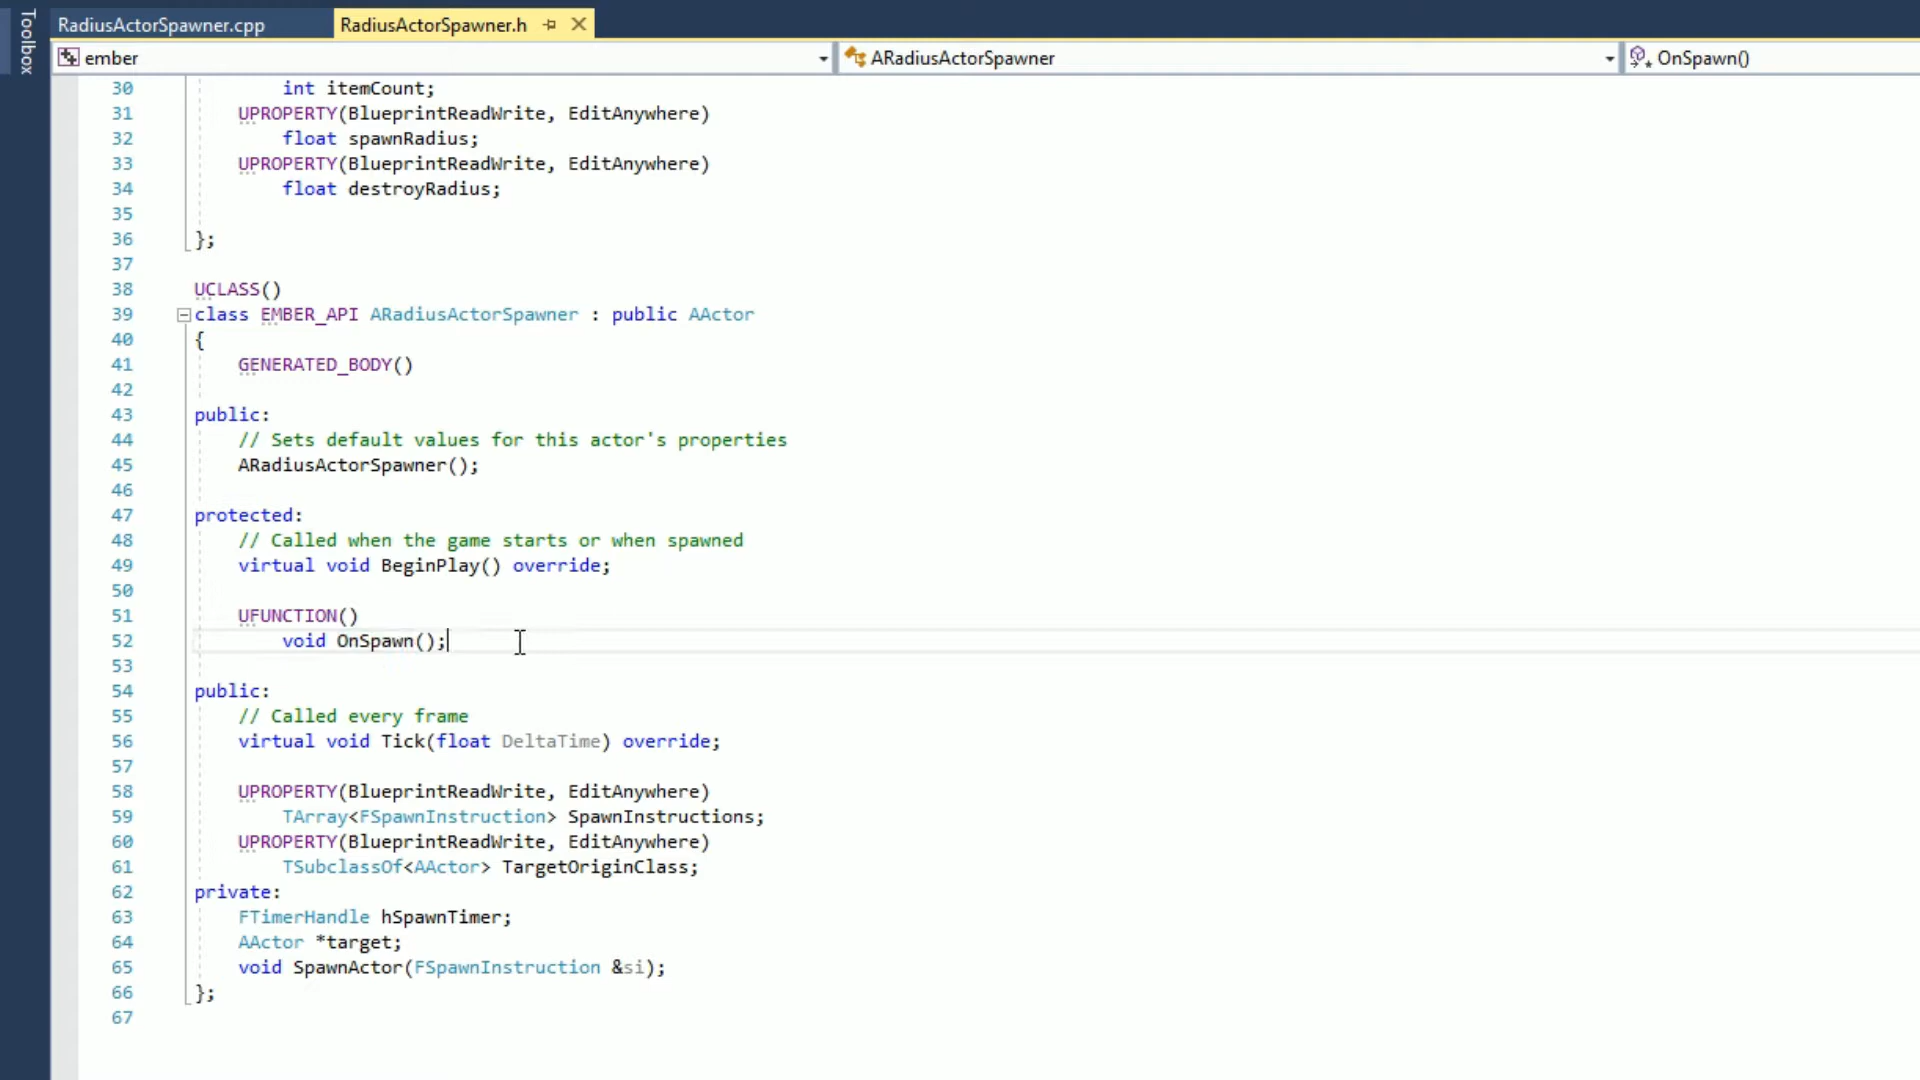 Toolbox
RadiusActorSpawner.cpp
RadiusActorSpawner.h
ember
ARadiusActorSpawner
OnSpawn()
30 int itemCount;
31 UPROPERTY(BlueprintReadWrite, EditAnywhere)
32 float spawnRadius;
33 UPROPERTY(BlueprintReadWrite, EditAnywhere)
34 float destroyRadius;
35
36 };
37
38 UCLASS()
39 class EMBER_API ARadiusActorSpawner : public AActor
40 {
41 GENERATED_BODY()
42
43 public:
44 // Sets default values for this actor's properties
45 ARadiusActorSpawner();
46
47 protected:
48 // Called when the game starts or when spawned
49 virtual void BeginPlay() override;
50
51 UFUNCTION()
52 void OnSpawn();
53
54 public:
55 // Called every frame
56 virtual void Tick(float DeltaTime) override;
57
58 UPROPERTY(BlueprintReadWrite, EditAnywhere)
59 TArray<FSpawnInstruction> SpawnInstructions;
60 UPROPERTY(BlueprintReadWrite, EditAnywhere)
61 TSubclassOf<AActor> TargetOriginClass;
62 private:
63 FTimerHandle hSpawnTimer;
64 AActor *target;
65 void SpawnActor(FSpawnInstruction &si);
66 };
67